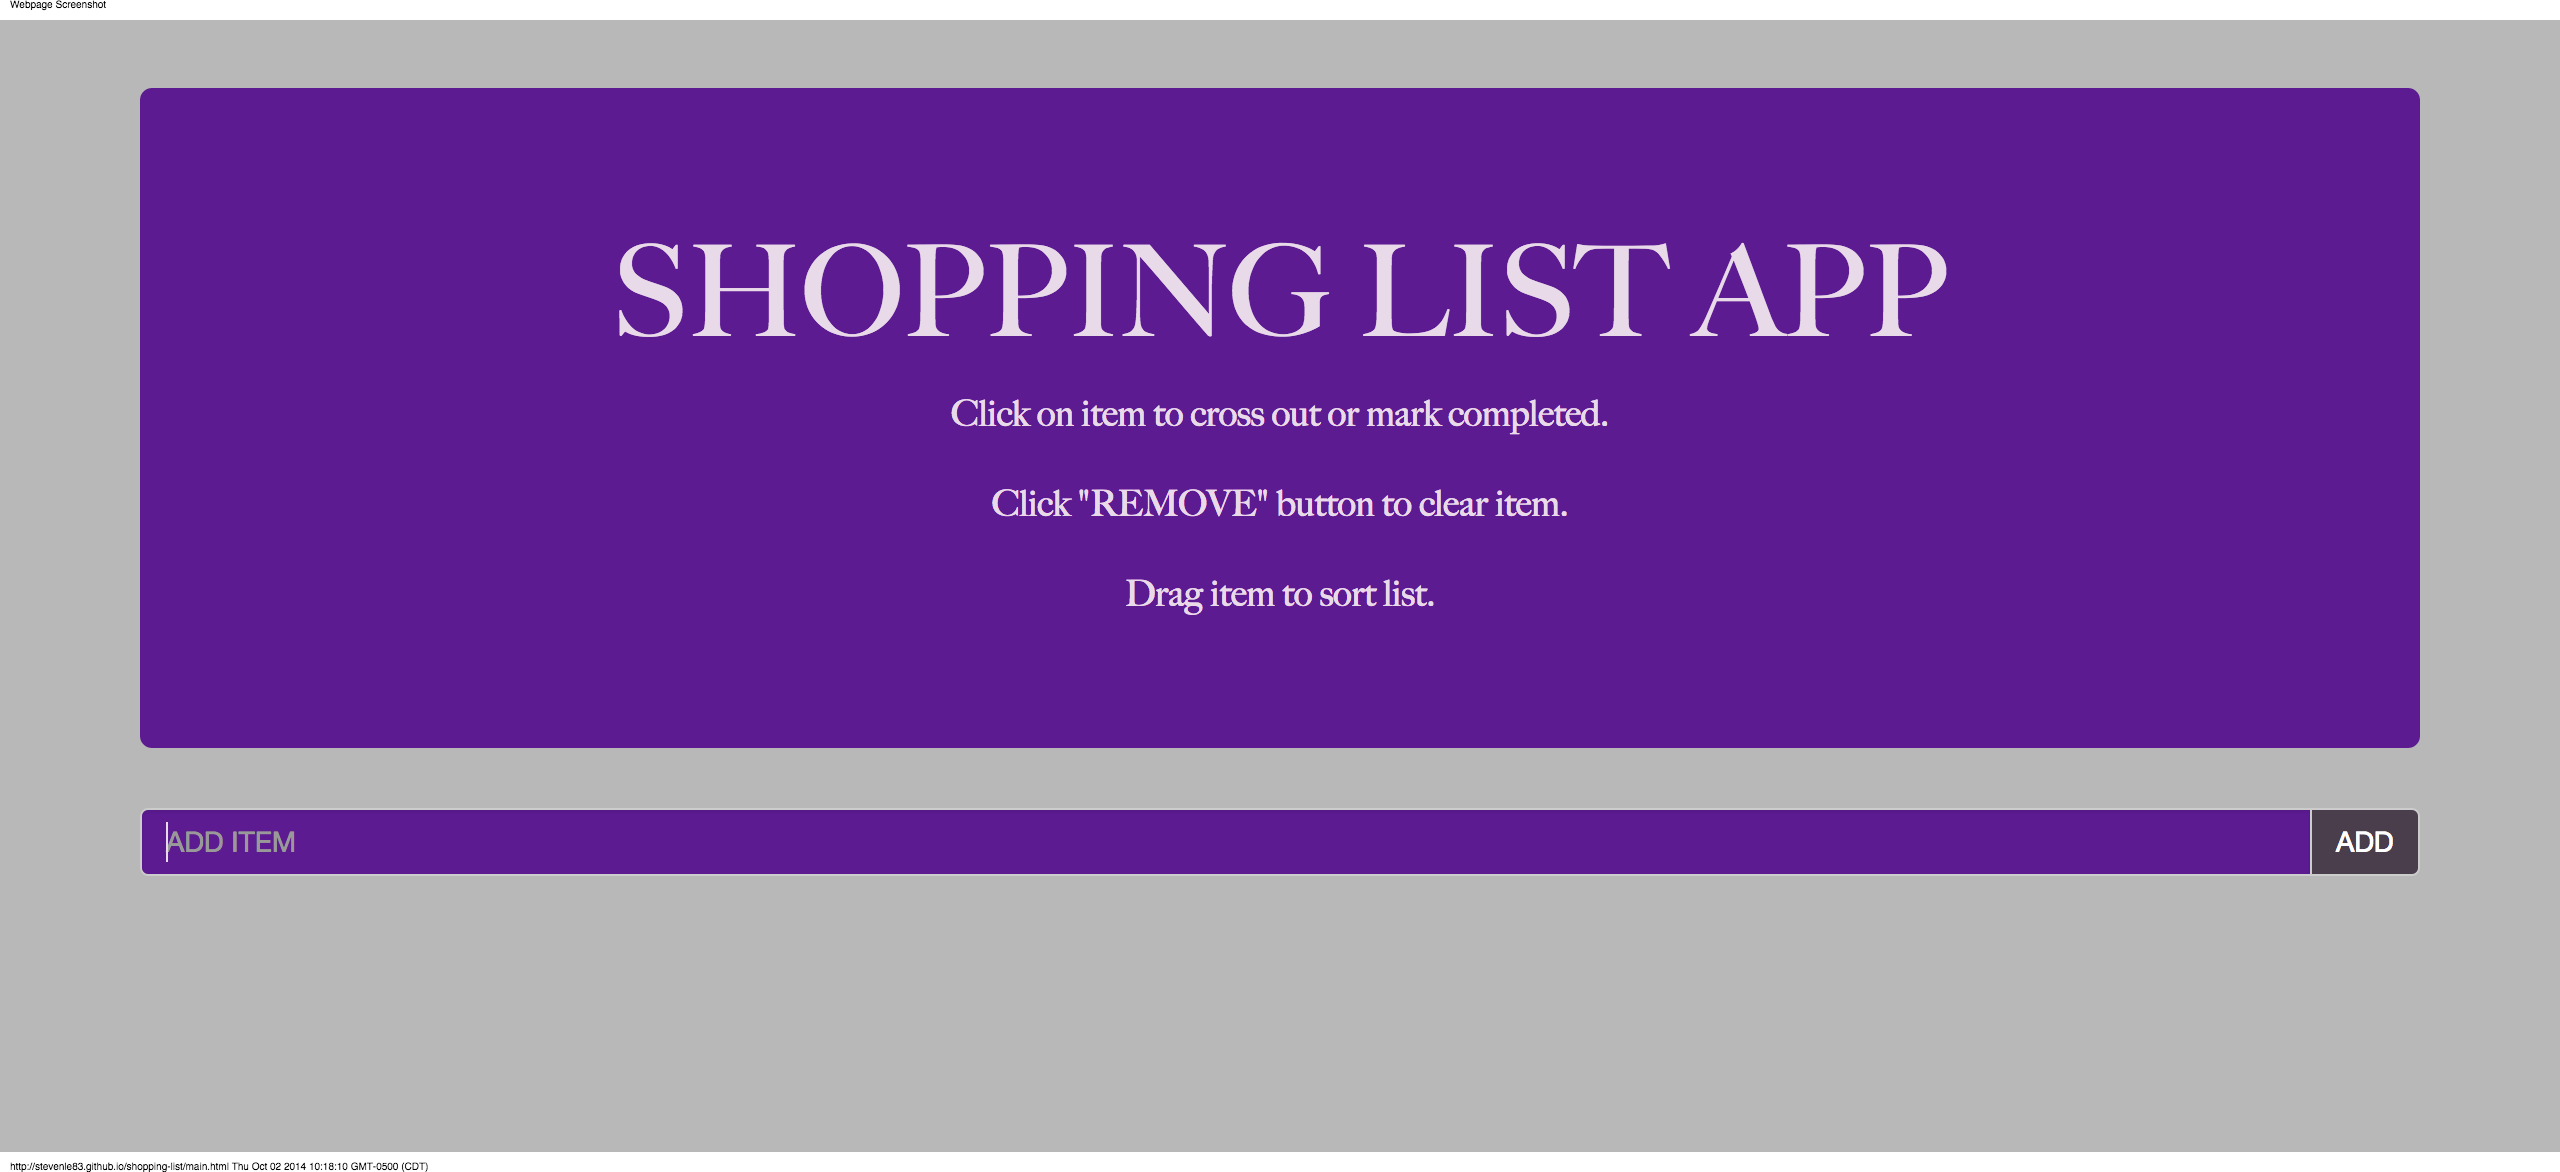 Webpage Screenshot
SHOPPING LIST APP
Click on item to cross out or mark completed.
Click "REMOVE" button to clear item.
Drag item to sort list.
ADD ITEM
ADD
http://stevenle83.github.io/shopping-list/main.html Thu Oct 02 2014 10:18:10 GMT-0500 (CDT)